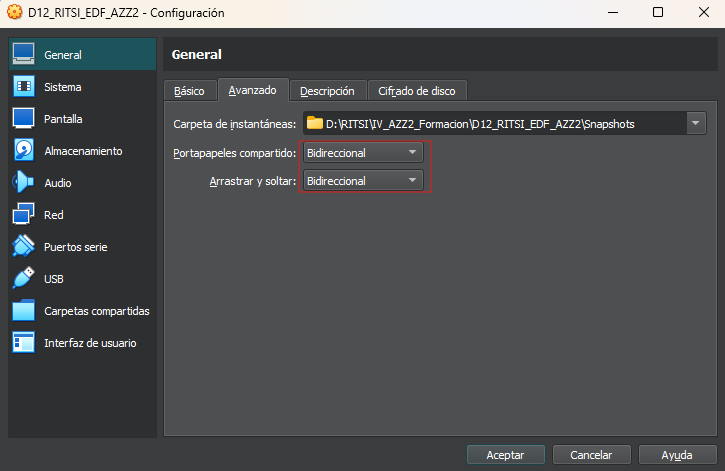 D12_RITSI_EDF_AZZ2 - Configuración
General
Sistema
Pantalla
Almacenamiento
Audio
Red
Puertos serie
USB
Carpetas compartidas
Interfaz de usuario
General
Básico Avanzado Descripción Cifrado de disco
Carpeta de instantáneas: D:\RITSI\IV_AZZ2_Formacion\D12_RITSI_EDF_AZZ2\Snapshots
Portapapeles compartido: Bidireccional
Arrastrar y soltar: Bidireccional
Aceptar Cancelar Ayuda